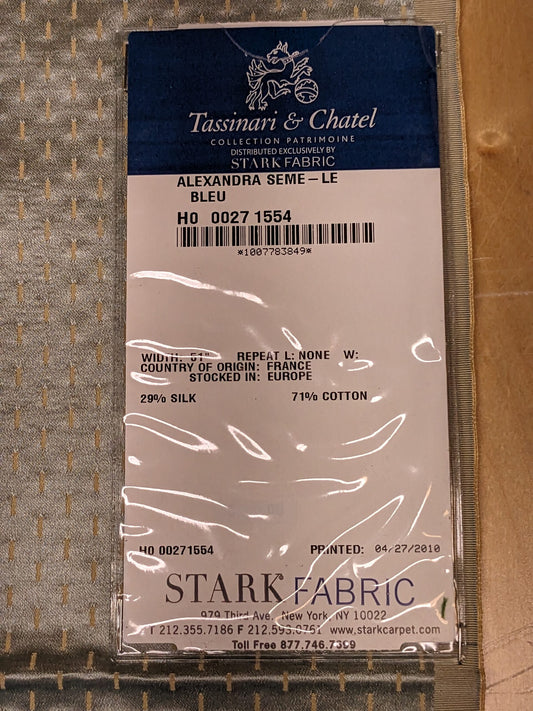 Tassinari & Chatel
COLLECTION PATRIMOINE
DISTRIBUTED EXCLUSIVELY BY
STARK FABRIC
ALEXANDRA SEME-LE
BLEU
H0 0027 1554
*1007783849*
WIDTH: 51" REPEAT L: NONE W:
COUNTRY OF ORIGIN: FRANCE
STOCKED IN: EUROPE
29% SILK 71% COTTON
H0 00271554 PRINTED: 04/27/2010
STARK FABRIC
979 Third Ave, New York, NY 10022
T 212.355.7186 F 212.593.0761 www.starkcarpet.com
Toll Free 877.746.7399